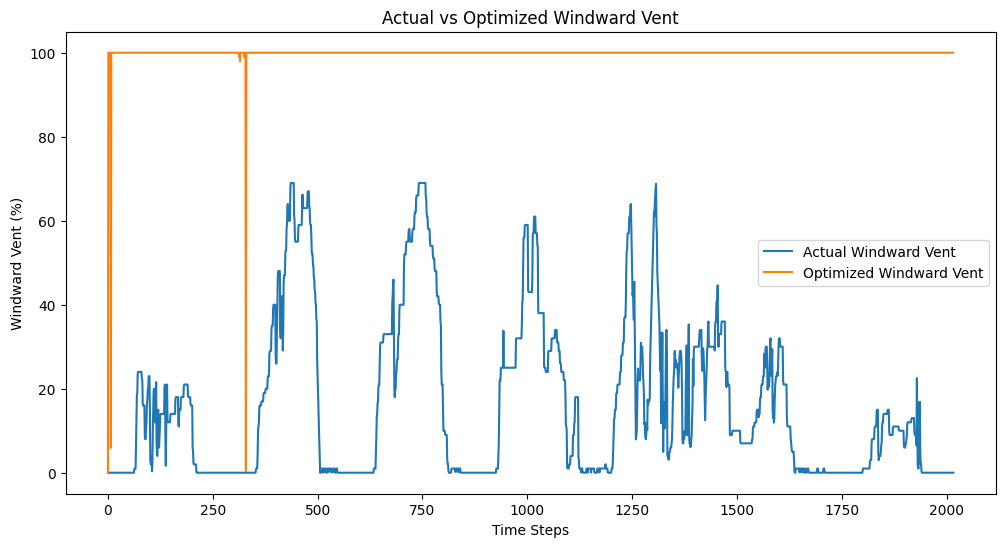 Actual vs Optimized Windward Vent
100
80
60
40
20
0
Windward Vent (%)
Actual Windward Vent
Optimized Windward Vent
0 250 500 750 1000 1250 1500 1750 2000
Time Steps